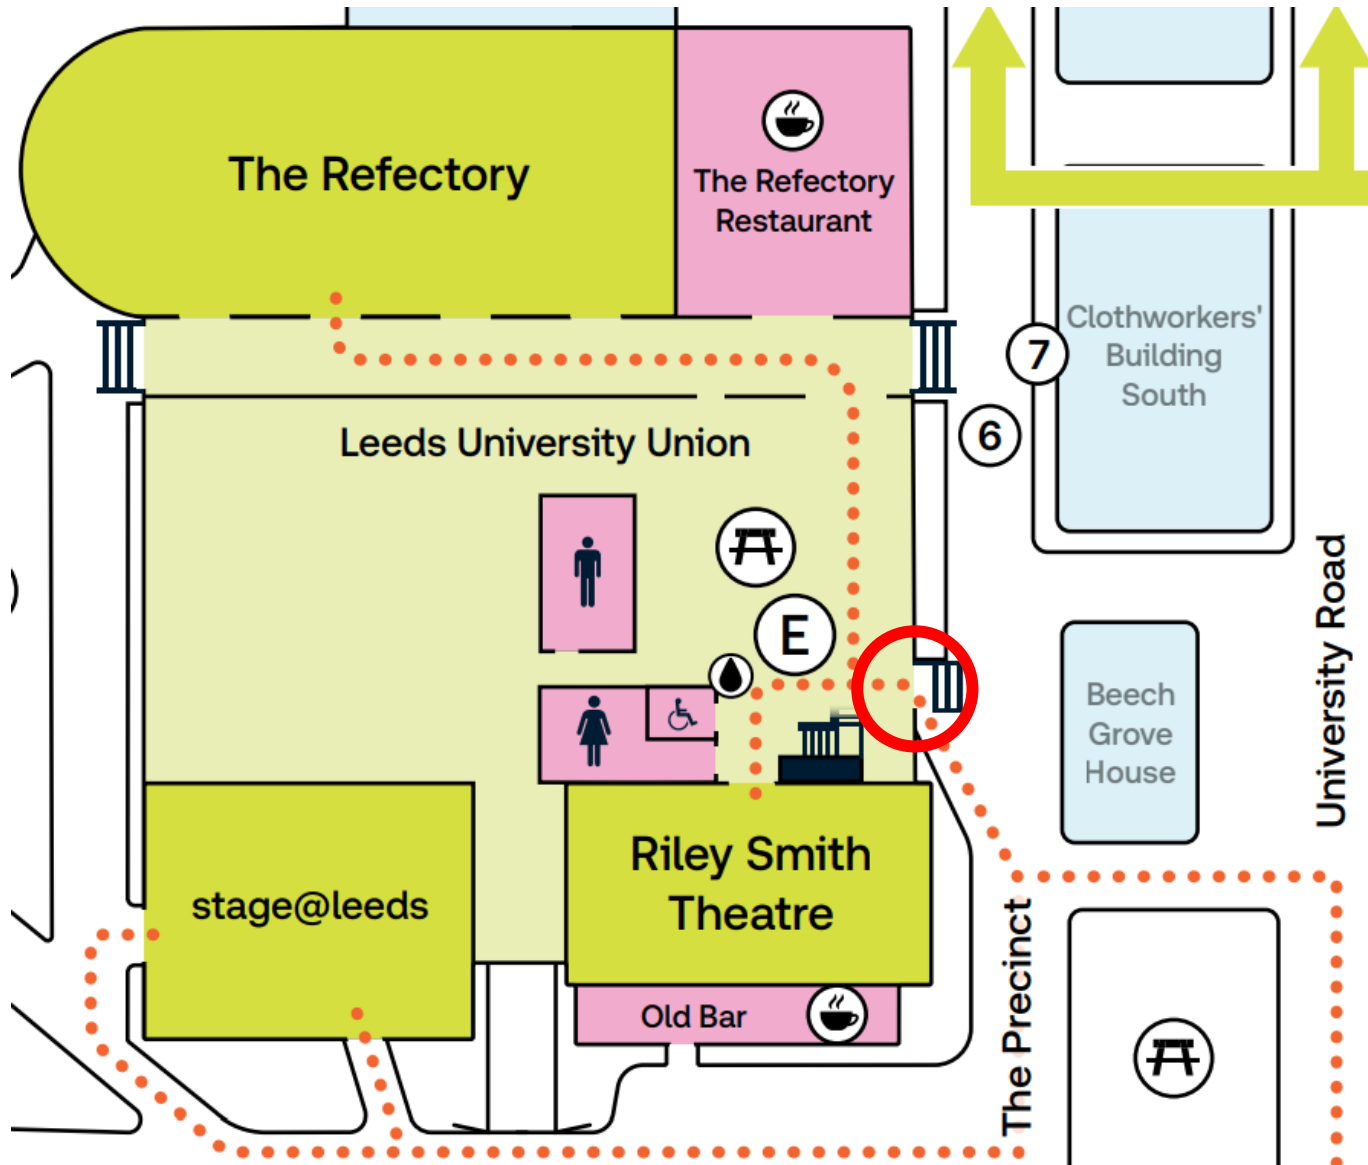 The Refectory
The Refectory
Restaurant
Clothworkers'
Building
South
7
6
Leeds University Union
E
University Road
Beech
Grove
House
Riley Smith
Theatre
stage@leeds
Old Bar
The Precinct